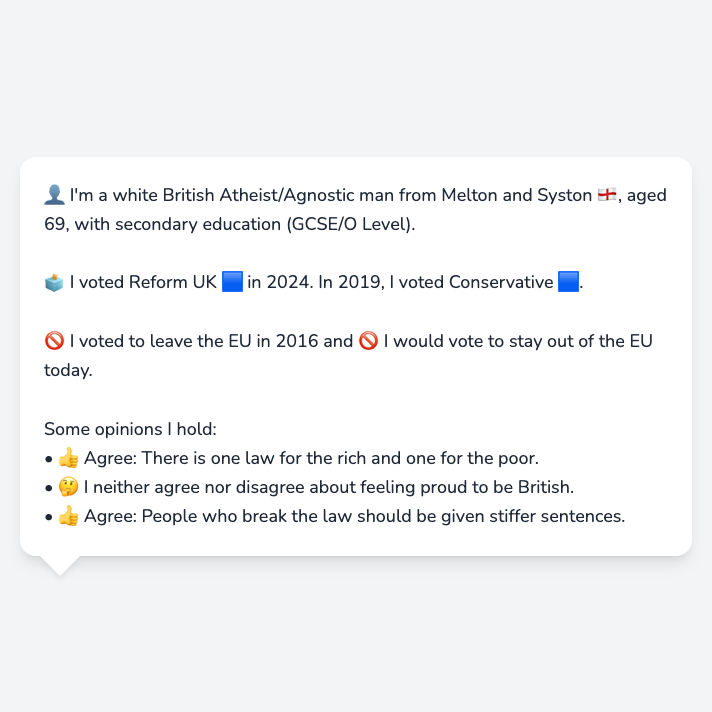 👤 I'm a white British Atheist/Agnostic man from Melton and Syston 🏴󠁧󠁢󠁥󠁮󠁧󠁿, aged
69, with secondary education (GCSE/O Level).
🗳️ I voted Reform UK 🟦 in 2024. In 2019, I voted Conservative 🟦.
🚫 I voted to leave the EU in 2016 and 🚫 I would vote to stay out of the EU
today.
Some opinions I hold:
• 👍 Agree: There is one law for the rich and one for the poor.
• 🤔 I neither agree nor disagree about feeling proud to be British.
• 👍 Agree: People who break the law should be given stiffer sentences.